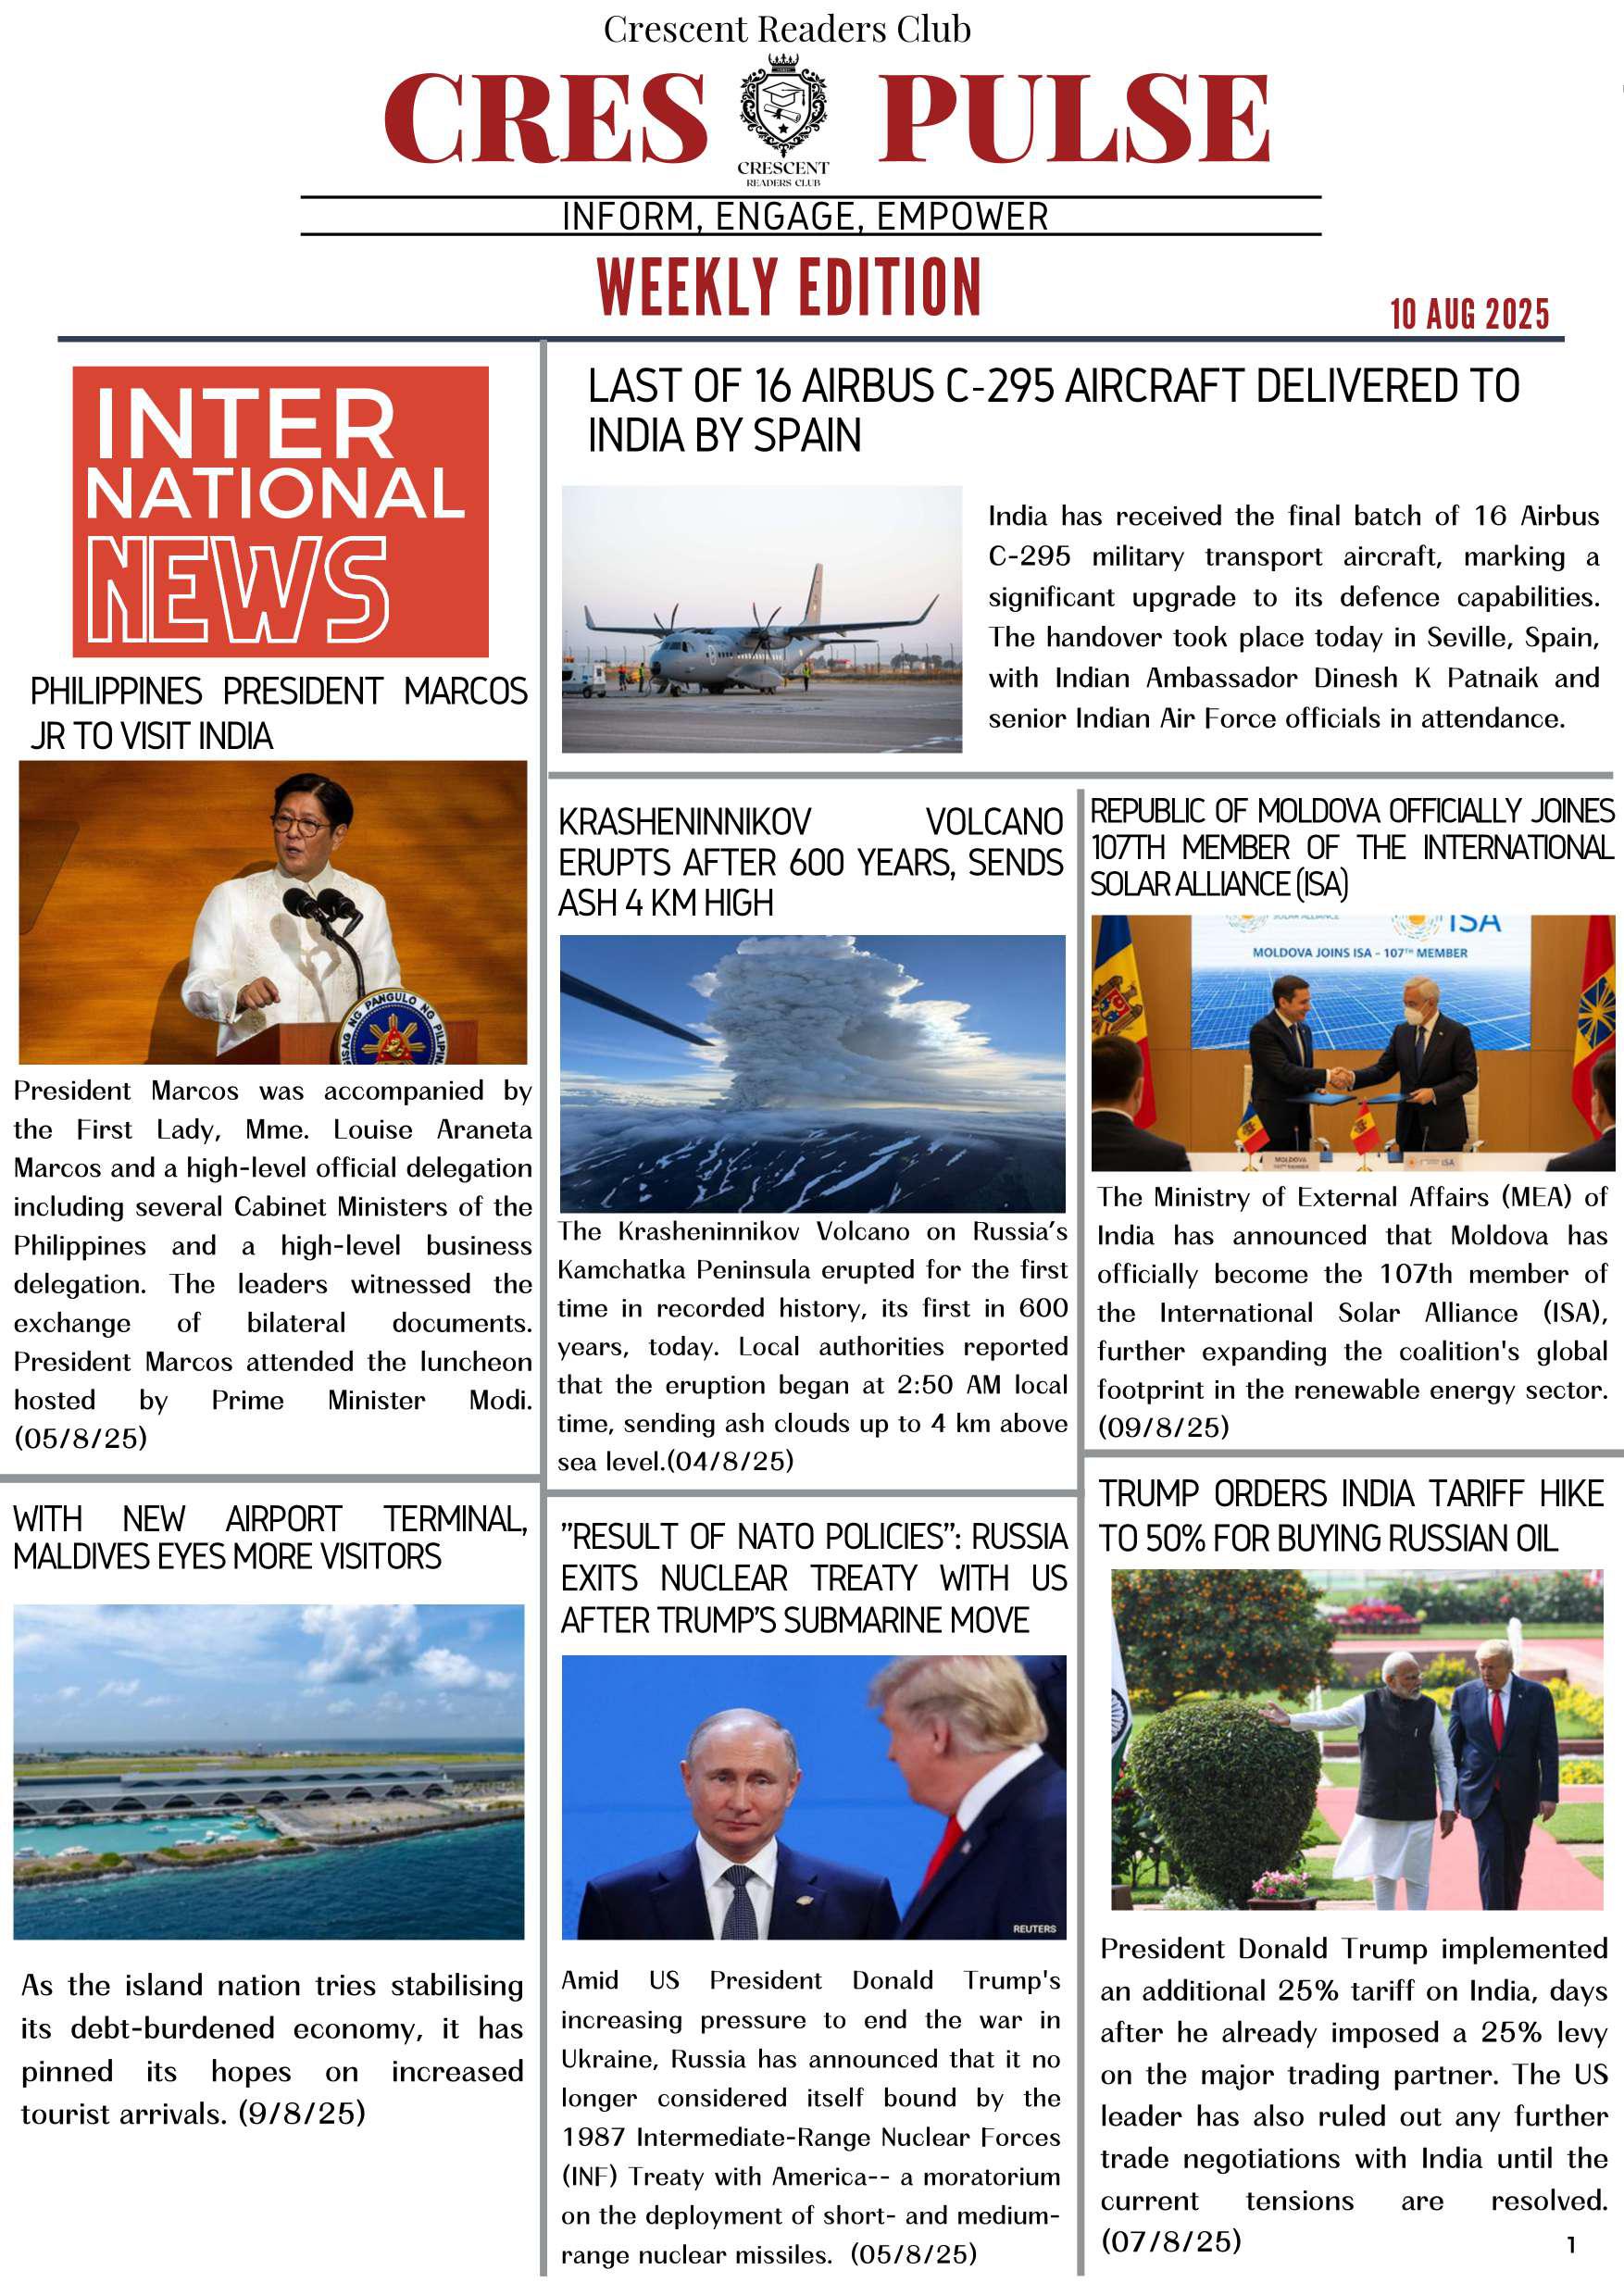 Crescent Readers Club
CRES PULSE
CRESCENT
READERS CLUB
INFORM, ENGAGE, EMPOWER
WEEKLY EDITION
10 AUG 2025
INTER
NATIONAL
NEWS
PHILIPPINES PRESIDENT MARCOS
JR TO VISIT INDIA
PANGULO NG PILIPIN
President Marcos was accompanied by
the First Lady, Mme. Louise Araneta
Marcos and a high-level official delegation
including several Cabinet Ministers of the
Philippines and a high-level business
delegation. The leaders witnessed the
exchange of bilateral documents.
President Marcos attended the luncheon
hosted by Prime Minister Modi.
(05/8/25)
WITH NEW AIRPORT TERMINAL,
MALDIVES EYES MORE VISITORS
As the island nation tries stabilising
its debt-burdened economy, it has
pinned its hopes on increased
tourist arrivals. (9/8/25)
LAST OF 16 AIRBUS C-295 AIRCRAFT DELIVERED TO
INDIA BY SPAIN
India has received the final batch of 16 Airbus
C-295 military transport aircraft, marking a
significant upgrade to its defence capabilities.
The handover took place today in Seville, Spain,
with Indian Ambassador Dinesh K Patnaik and
senior Indian Air Force officials in attendance.
KRASHENINNIKOV VOLCANO
ERUPTS AFTER 600 YEARS, SENDS
ASH 4 KM HIGH
The Krasheninnikov Volcano on Russia’s
Kamchatka Peninsula erupted for the first
time in recorded history, its first in 600
years, today. Local authorities reported
that the eruption began at 2:50 AM local
time, sending ash clouds up to 4 km above
sea level.(04/8/25)
”RESULT OF NATO POLICIES”: RUSSIA
EXITS NUCLEAR TREATY WITH US
AFTER TRUMP’S SUBMARINE MOVE
REUTERS
Amid US President Donald Trump's
increasing pressure to end the war in
Ukraine, Russia has announced that it no
longer considered itself bound by the
1987 Intermediate-Range Nuclear Forces
(INF) Treaty with America-- a moratorium
on the deployment of short- and medium-
range nuclear missiles. (05/8/25)
REPUBLIC OF MOLDOVA OFFICIALLY JOINES
107TH MEMBER OF THE INTERNATIONAL
SOLAR ALLIANCE (ISA)
SOLAR ALLIANCE
ISA
MOLDOVA JOINS ISA - 107TH MEMBER
MOLDOVA
ISA
The Ministry of External Affairs (MEA) of
India has announced that Moldova has
officially become the 107th member of
the International Solar Alliance (ISA),
further expanding the coalition's global
footprint in the renewable energy sector.
(09/8/25)
TRUMP ORDERS INDIA TARIFF HIKE
TO 50% FOR BUYING RUSSIAN OIL
President Donald Trump implemented
an additional 25% tariff on India, days
after he already imposed a 25% levy
on the major trading partner. The US
leader has also ruled out any further
trade negotiations with India until the
current tensions are resolved.
(07/8/25)
1